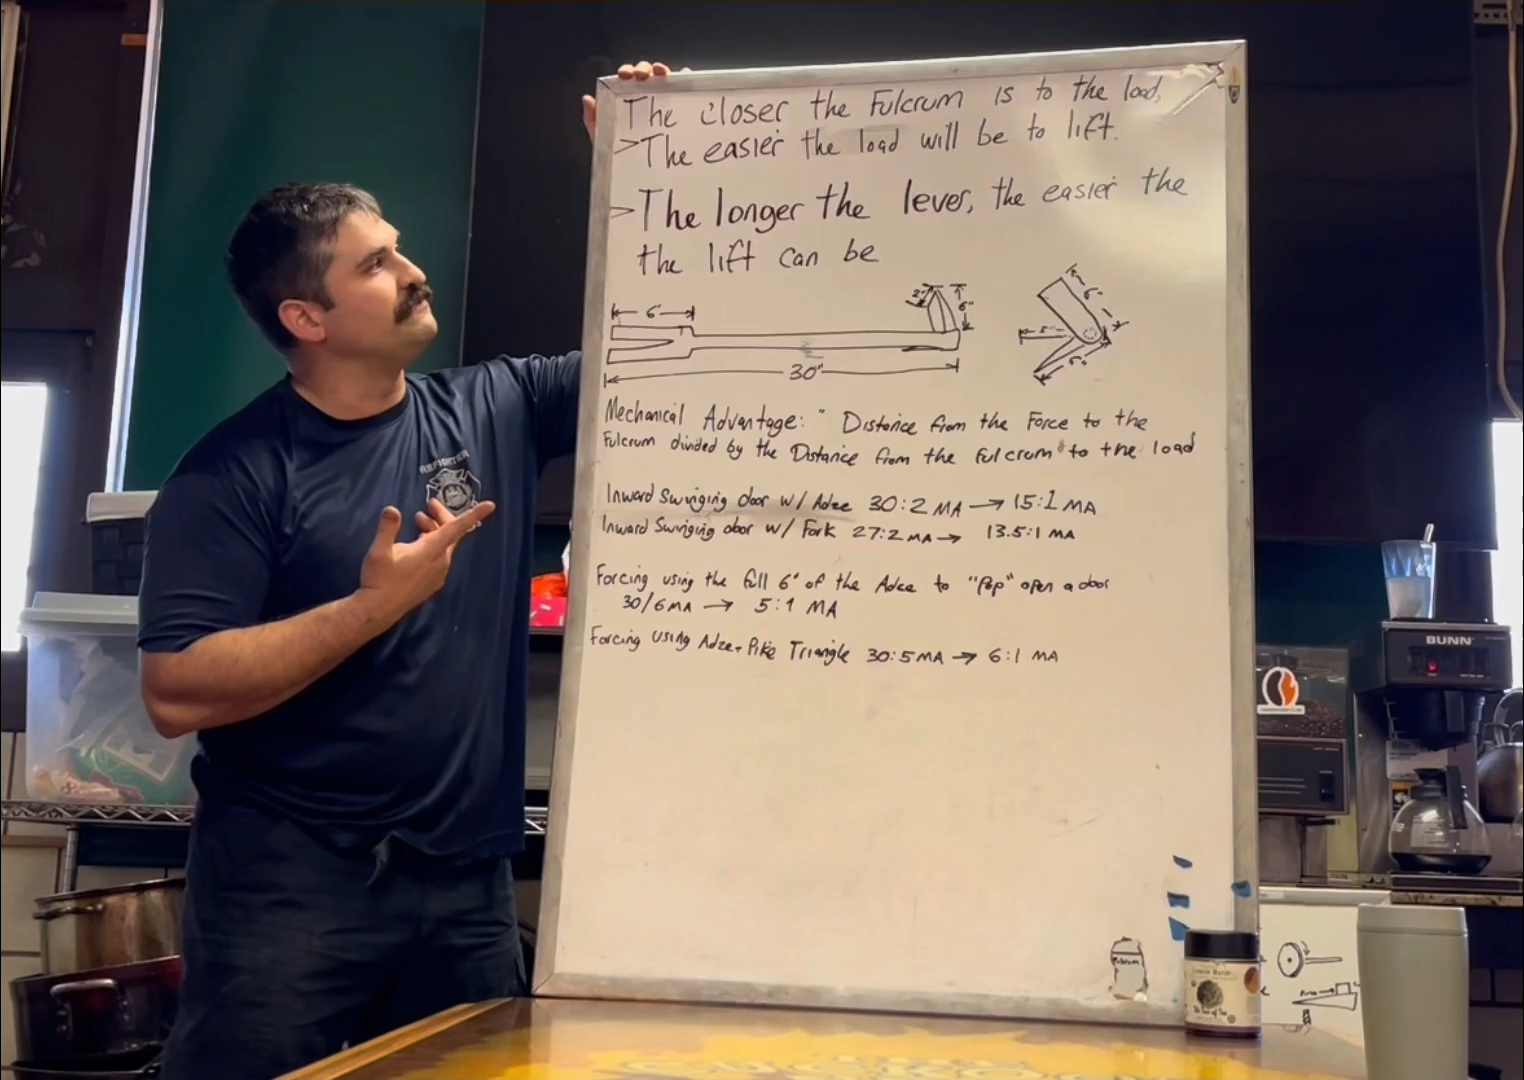 The closer the Fulcrum is to the load,
>The easier the load will be to lift.
>The longer the lever, the easier the
the lift can be
6"
2"
6"
6"
30"
Mechanical Advantage: " Distance from the Force to the
Fulcrum divided by the Distance from the Fulcrum" to the load
Inward Swinging door w/ Adze 30:2 MA → 15:1 MA
Inward Swinging door w/ Fork 27:2 MA → 13.5:1 MA
Forcing using the full 6" of the Adze to "Pop" open a door
30/6 MA → 5:1 MA
Forcing using Adze + Pike Triangle 30:5 MA → 6:1 MA
BUNN
Fulcrum